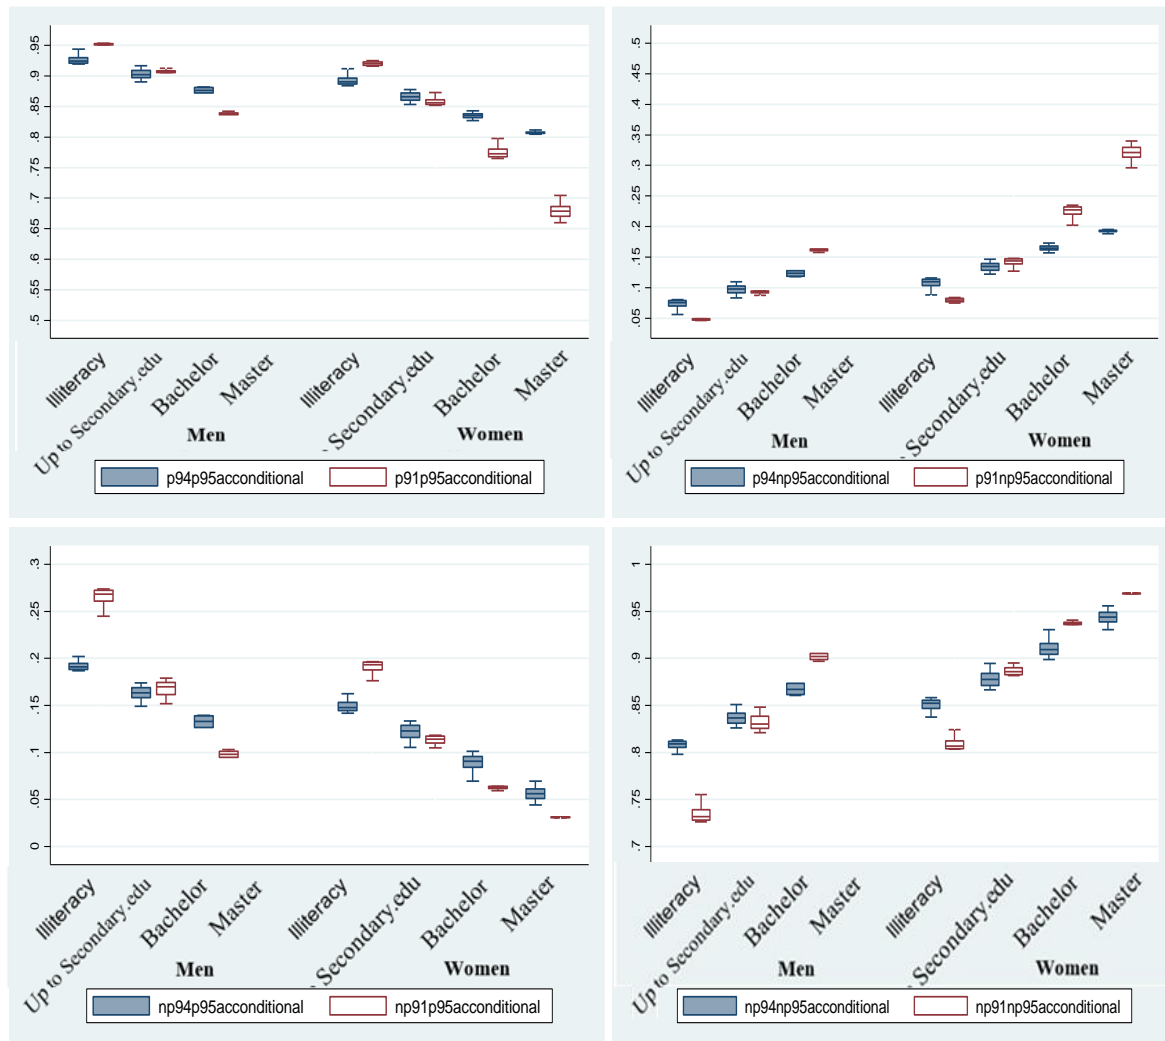 .95
.9
.85
.8
.75
.7
.65
.6
.55
.5
Illiteracy
Up to Secondary.edu
Bachelor
Master
Illiteracy
Secondary.edu
Bachelor
Master
Men
Women
p94p95acconditional
p91p95acconditional
.5
.45
.4
.35
.3
.25
.2
.15
.1
.05
Illiteracy
Up to Secondary.edu
Bachelor
Master
Illiteracy
Secondary.edu
Bachelor
Master
Men
Women
p94np95acconditional
p91np95acconditional
.3
.25
.2
.15
.1
.05
0
Illiteracy
Up to Secondary.edu
Bachelor
Master
Illiteracy
Secondary.edu
Bachelor
Master
Men
Women
np94p95acconditional
np91p95acconditional
1
.95
.9
.85
.8
.75
.7
Illiteracy
Up to Secondary.edu
Bachelor
Master
Illiteracy
Secondary.edu
Bachelor
Master
Men
Women
np94np95acconditional
np91np95acconditional